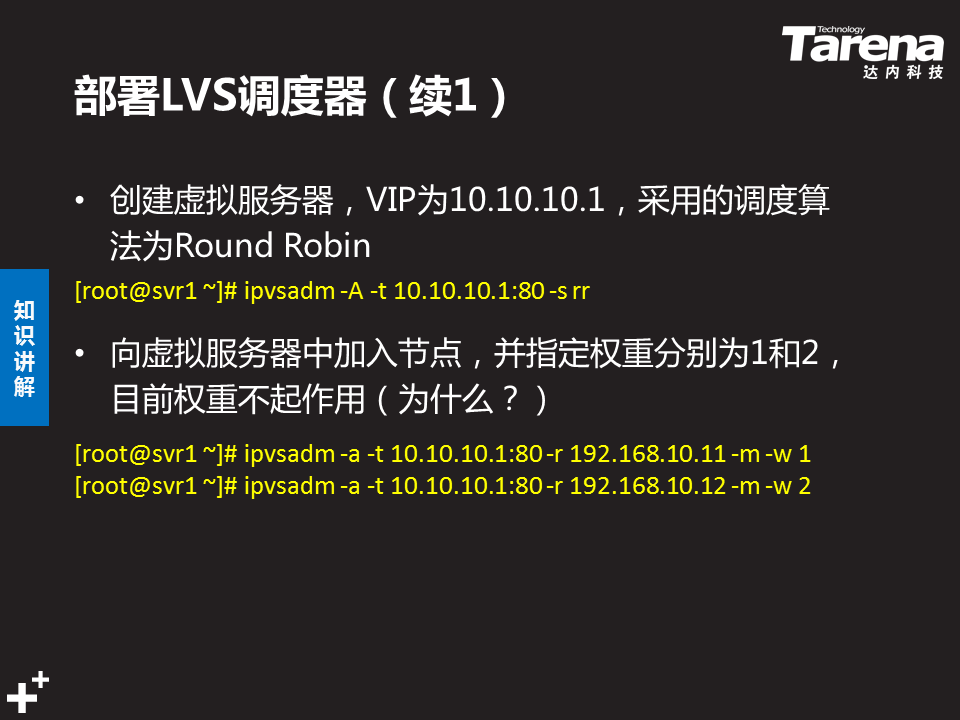 Technology
Tarena
达内科技
部署LVS调度器（续1）
• 创建虚拟服务器，VIP为10.10.10.1，采用的调度算
法为Round Robin
[root@svr1 ~]# ipvsadm -A -t 10.10.10.1:80 -s rr
知
识
讲
解
• 向虚拟服务器中加入节点，并指定权重分别为1和2，
目前权重不起作用（为什么？）
[root@svr1 ~]# ipvsadm -a -t 10.10.10.1:80 -r 192.168.10.11 -m -w 1
[root@svr1 ~]# ipvsadm -a -t 10.10.10.1:80 -r 192.168.10.12 -m -w 2